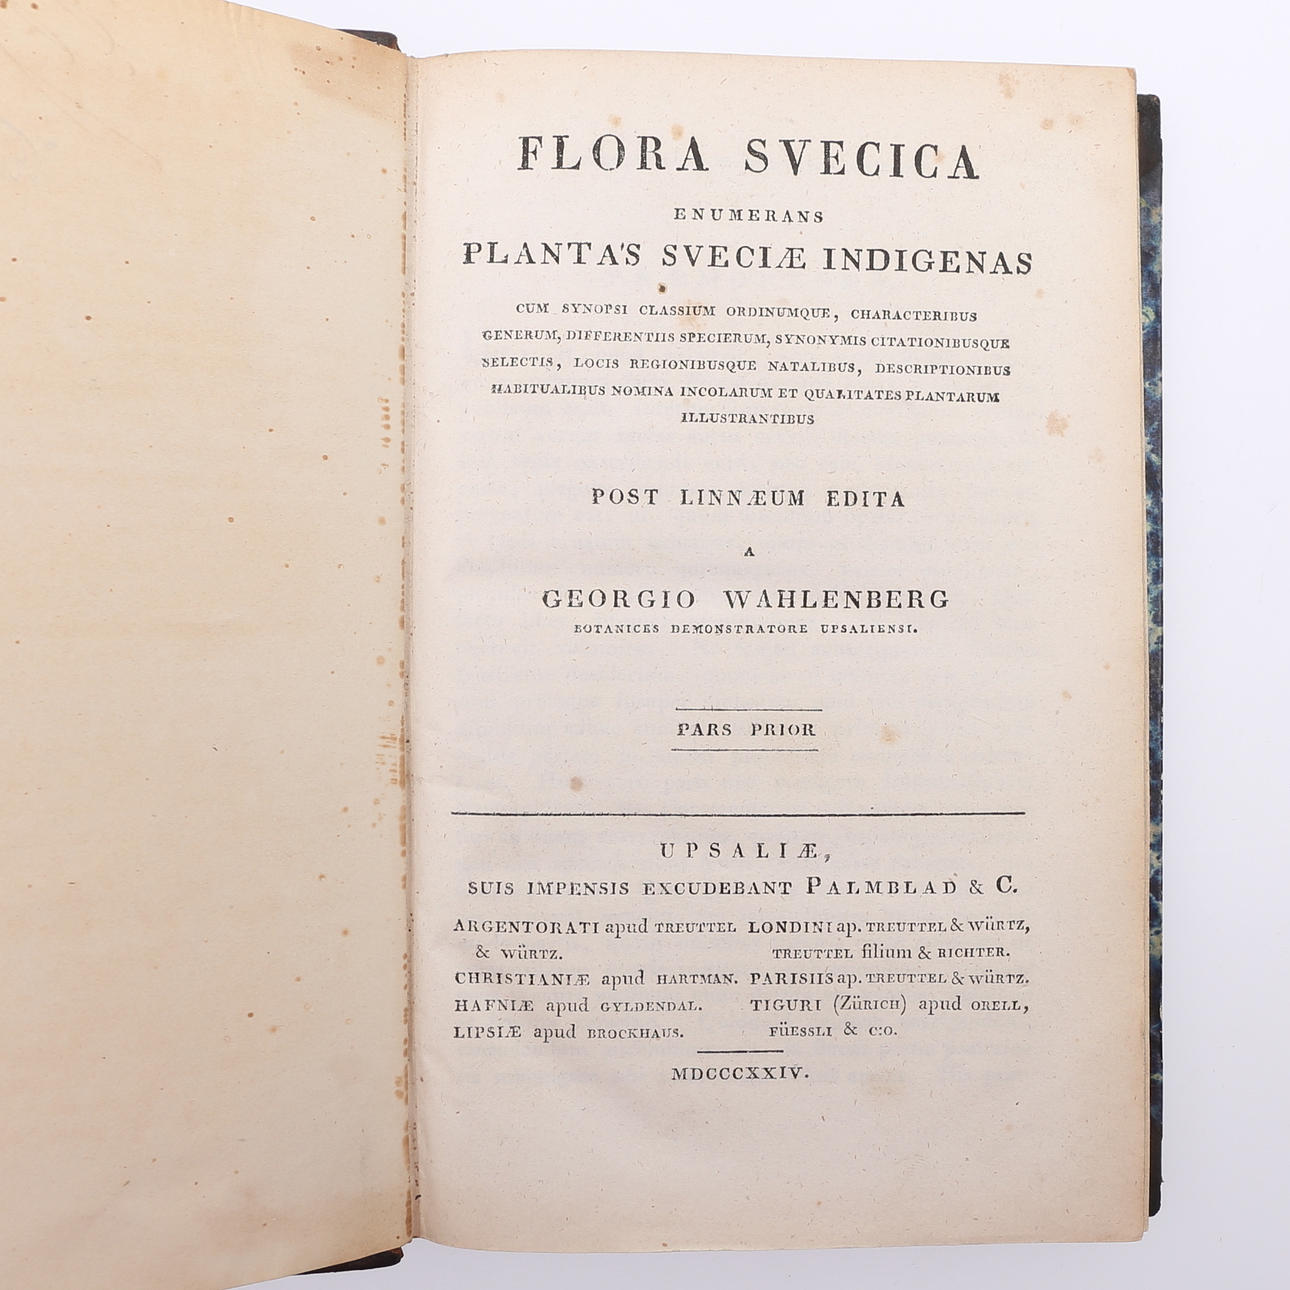 FLORA SVECICA
ENUMERANS
PLANTAS SVECIÆ INDIGENAS
CUM SYNOPSI CLASSIUM ORDINUMQUE, CHARACTERIBUS
GENERUM, DIFFERENTIIS SPECIERUM, SYNONYMIS CITATIONIBUSQUE
SELECTIS, LOCIS REGIONIBUSQUE NATALIBUS, DESCRIPTIONIBUS
HABITUALIBUS NOMINA INCOLARUM ET QUALITATES PLANTARUM
ILLUSTRANTIBUS
POST LINNÆUM EDITA
A
GEORGIO WAHLENBERG
BOTANICES DEMONSTRATORE UPSALIENSI.
PARS PRIOR
UPSALIÆ,
SUIS IMPENSIS EXCUDEBANT PALMBLAD & C.
ARGENTORATI apud TREUTTEL
& WÜRTZ.
CHRISTIANIÆ apud HARTMAN.
HAFNIÆ apud GYLDENDAL.
LIPSIÆ apud BROCKHAUS.
LONDINI ap. TREUTTEL & WÜRTZ,
TREUTTEL filium & RICHTER.
PARISIIS ap. TREUTTEL & WÜRTZ.
TIGURI (ZÜRICH) apud ORELL,
FÜESSLI & C:O.
MDCCCXXIV.